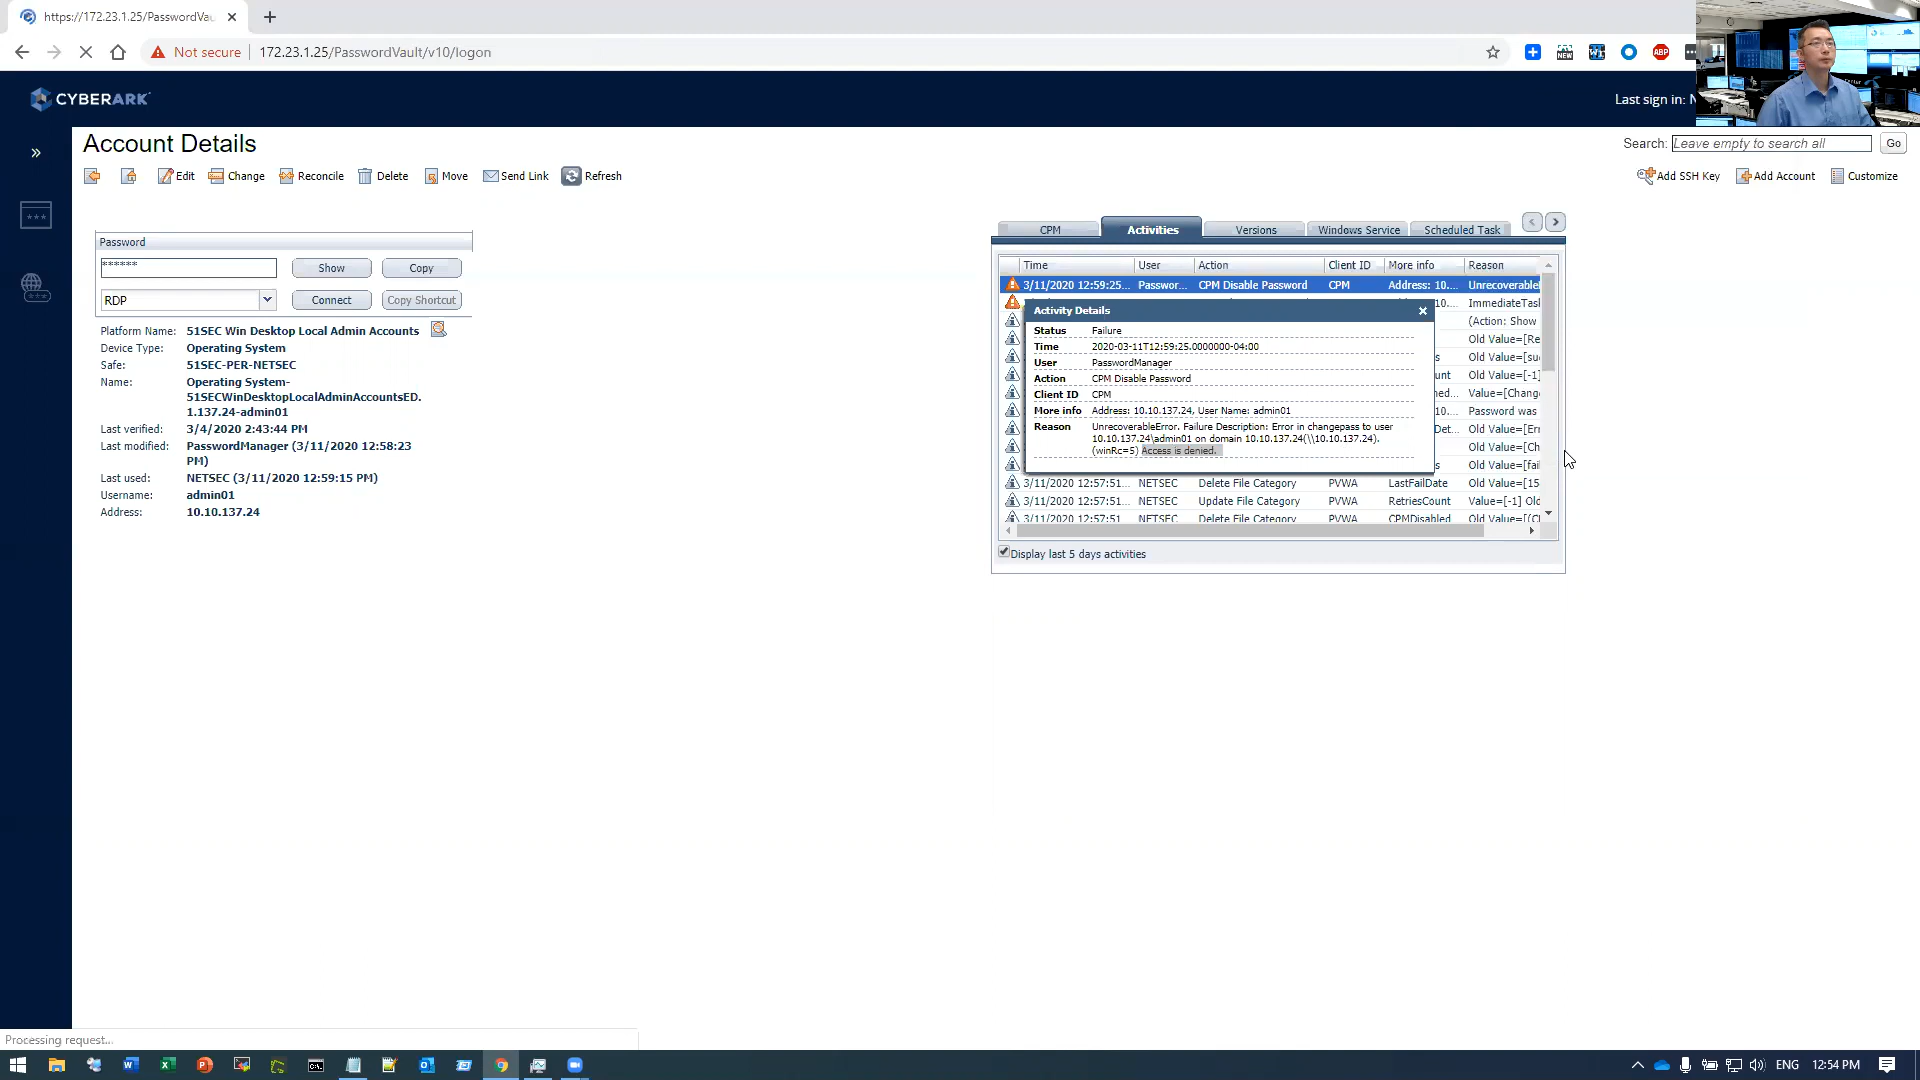 https://172.23.1.25/PasswordVau
Not secure 172.23.1.25/PasswordVault/v10/logon
NEW
ABP
CYBERARK
Last sign in: N
Account Details
Search: Leave empty to search all Go
Edit Change Reconcile Delete Move Send Link Refresh
Add SSH Key Add Account Customize
Password
****** Show Copy
RDP Connect Copy Shortcut
Platform Name: 51SEC Win Desktop Local Admin Accounts
Device Type: Operating System
Safe: 51SEC-PER-NETSEC
Name: Operating System-
51SECWinDesktopLocalAdminAccountsED.
1.137.24-admin01
Last verified: 3/4/2020 2:43:44 PM
Last modified: PasswordManager (3/11/2020 12:58:23
PM)
Last used: NETSEC (3/11/2020 12:59:15 PM)
Username: admin01
Address: 10.10.137.24
CPM Activities Versions Windows Service Scheduled Task
Time User Action Client ID More info Reason
3/11/2020 12:59:25... Passwor... CPM Disable Password CPM Address: 10.... Unrecoverable
10.... ImmediateTas
(Action: Show
Old Value=[Re
s Old Value=[su
unt Old Value=[-1]
ned... Value=[Chang
10.... Password was
Det... Old Value=[Err
Old Value=[Ch
s Old Value=[fail
Activity Details
Status Failure
Time 2020-03-11T12:59:25.0000000-04:00
User PasswordManager
Action CPM Disable Password
Client ID CPM
More info Address: 10.10.137.24, User Name: admin01
Reason UnrecoverableError. Failure Description: Error in changepass to user
10.10.137.24\admin01 on domain 10.10.137.24(\\10.10.137.24).
(winRc=5) Access is denied.
3/11/2020 12:57:51... NETSEC Delete File Category PVWA LastFailDate Old Value=[15
3/11/2020 12:57:51... NETSEC Update File Category PVWA RetriesCount Value=[-1] Old
3/11/2020 12:57:51 NETSEC Delete File Category PVWA CPMDisabled Old Value=[(C
Display last 5 days activities
Processing request...
ENG 12:54 PM